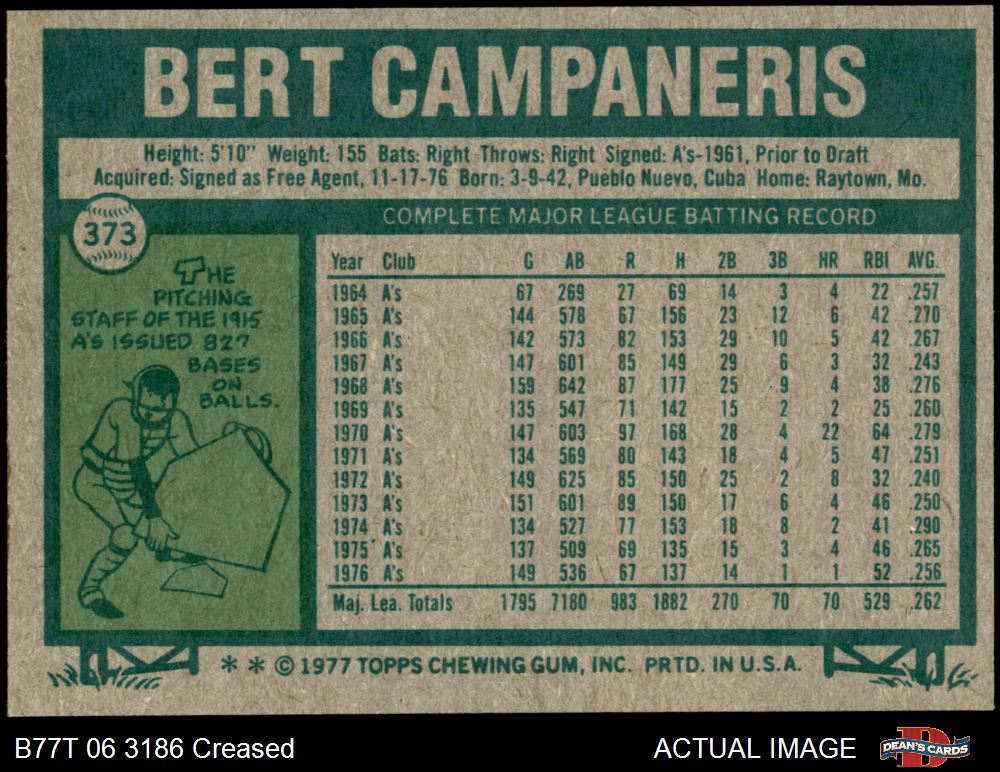 BERT CAMPANERIS
Height: 5'10" Weight: 155 Bats: Right Throws: Right Signed: A's-1961, Prior to Draft
Acquired: Signed as Free Agent, 11-17-76 Born: 3-9-42, Pueblo Nuevo, Cuba Home: Raytown, Mo.
373
THE
PITCHING
STAFF OF THE 1915
A'S ISSUED 827
BASES
ON
BALLS.
COMPLETE MAJOR LEAGUE BATTING RECORD
Year Club G AB R H 2B 3B HR RBI AVG.
1964 A's 67 269 27 69 14 3 4 22 .257
1965 A's 144 578 67 156 23 12 6 42 .270
1966 A's 142 573 82 153 29 10 5 42 .267
1967 A's 147 601 85 149 29 6 3 32 .243
1968 A's 159 642 87 177 25 9 4 38 .276
1969 A's 135 547 71 142 15 2 2 25 .260
1970 A's 147 603 97 168 28 4 22 64 .279
1971 A's 134 569 80 143 18 4 5 47 .251
1972 A's 149 625 85 150 25 2 8 32 .240
1973 A's 151 601 89 150 17 6 4 46 .250
1974 A's 134 527 77 153 18 8 2 41 .290
1975 A's 137 509 69 135 15 3 4 46 .265
1976 A's 149 536 67 137 14 1 1 52 .256
Maj. Lea. Totals 1795 7180 983 1882 270 70 70 529 .262
* * © 1977 TOPPS CHEWING GUM, INC. PRTD. IN U.S.A.
B77T 06 3186 Creased
ACTUAL IMAGE
DEAN'S CARDS